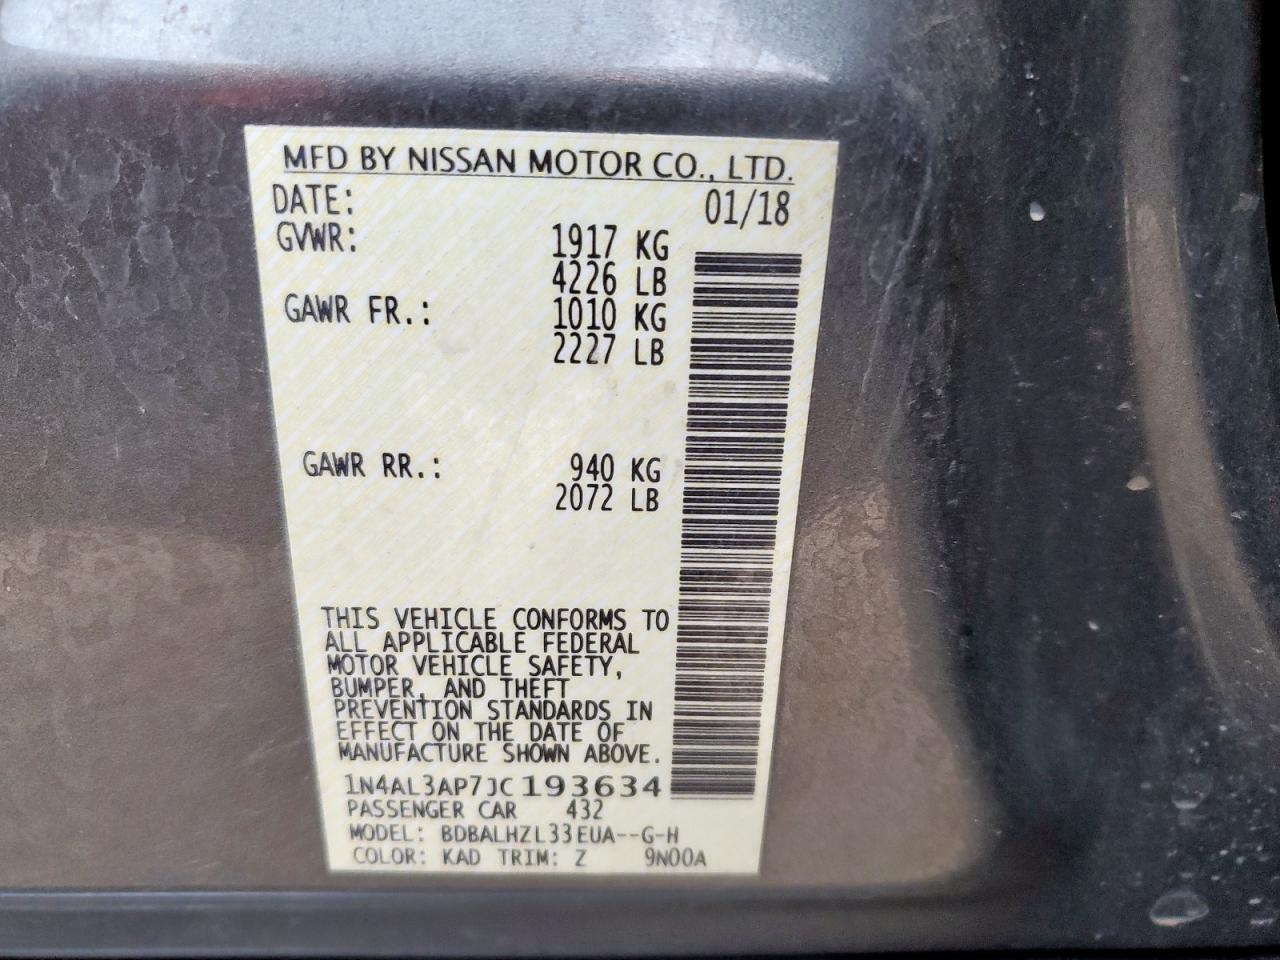 MFD BY NISSAN MOTOR CO., LTD.
DATE: 01/18
GVWR: 1917 KG
4226 LB
GAWR FR.: 1010 KG
2227 LB
GAWR RR.: 940 KG
2072 LB
THIS VEHICLE CONFORMS TO
ALL APPLICABLE FEDERAL
MOTOR VEHICLE SAFETY,
BUMPER, AND THEFT
PREVENTION STANDARDS IN
EFFECT ON THE DATE OF
MANUFACTURE SHOWN ABOVE.
1N4AL3AP7JC193634
PASSENGER CAR 432
MODEL: BDBALHZL33EUA--G-H
COLOR: KAD TRIM: Z 9N00A